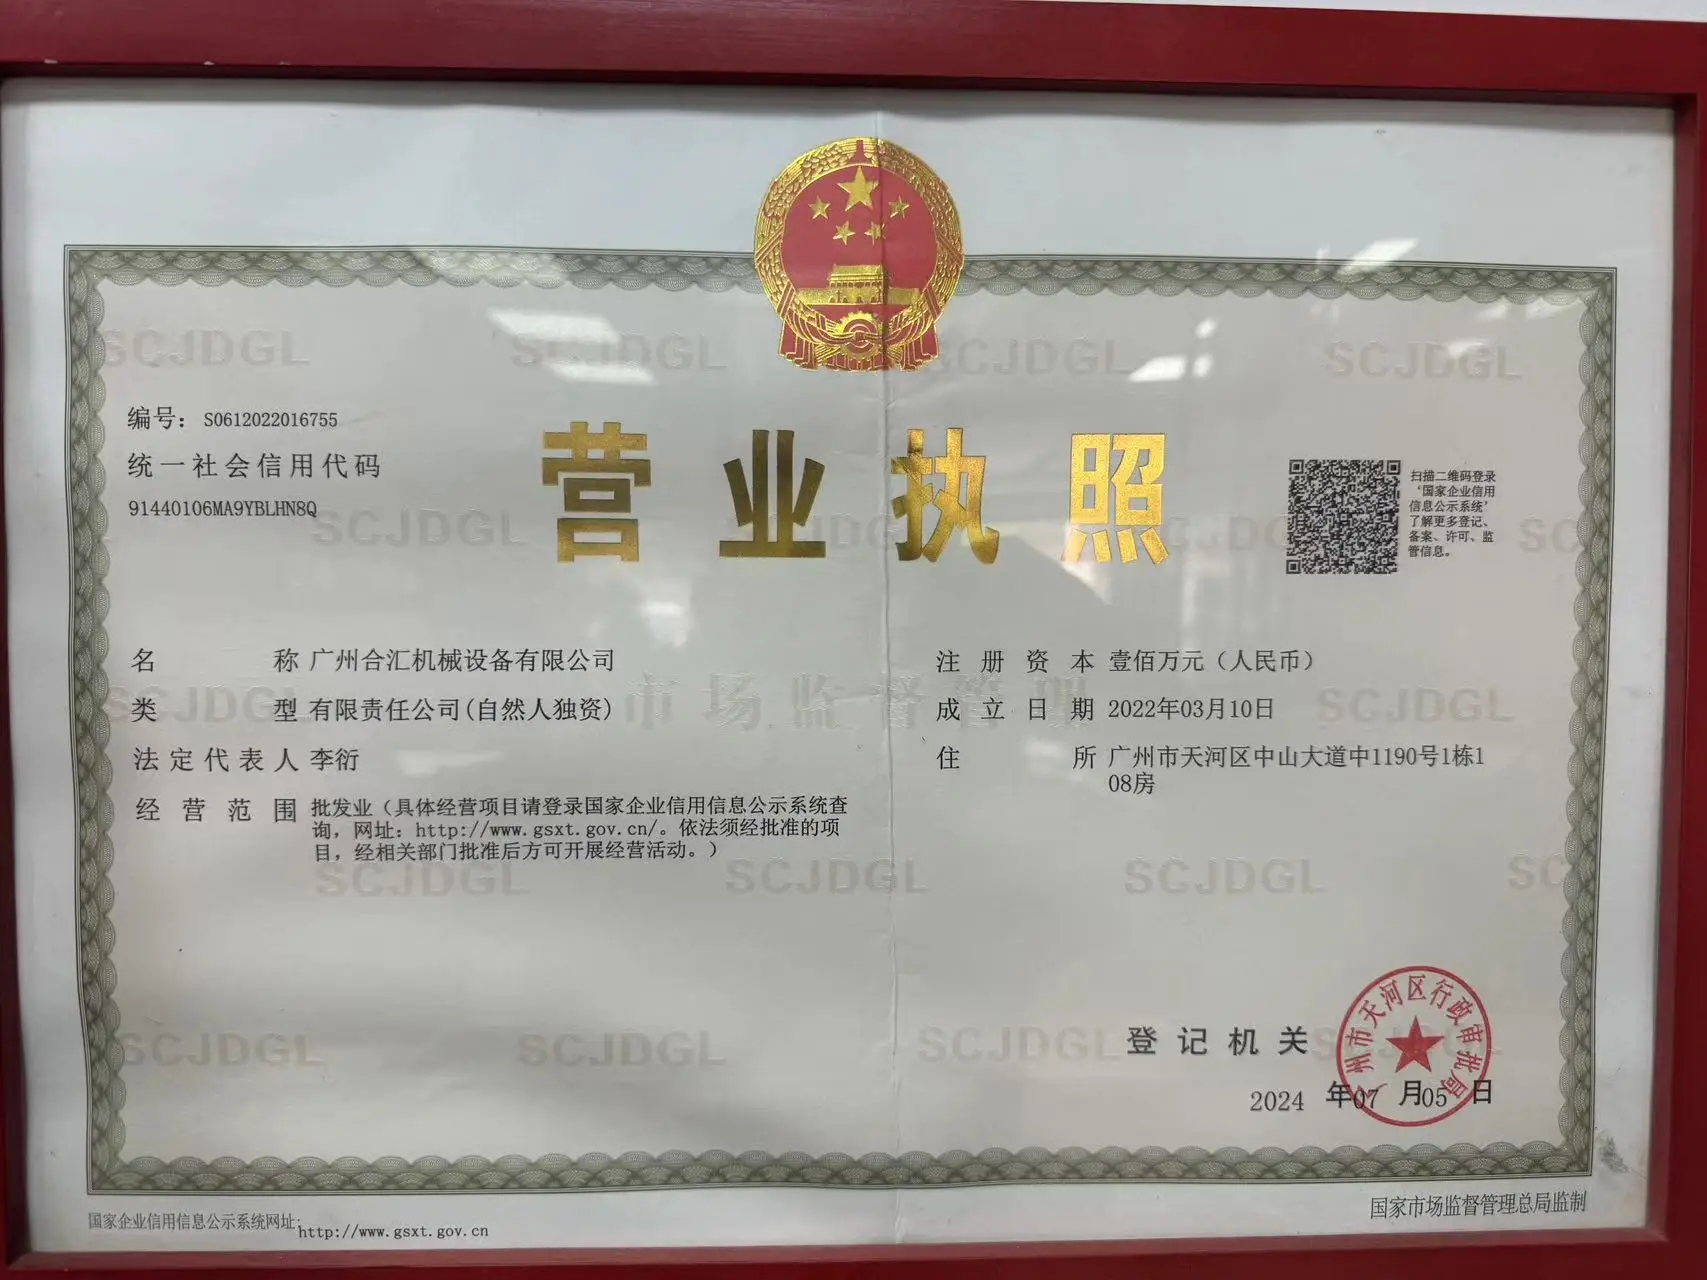 编号： S0612022016755
统一社会信用代码
91440106MA9YBLHN8Q
营业执照
扫描二维码登录
‘国家企业信用
信息公示系统’
了解更多登记、
备案、许可、监
管信息。
名称 广州合汇机械设备有限公司
类型 有限责任公司(自然人独资)
法定代表人 李衍
经营范围 批发业（具体经营项目请登录国家企业信用信息公示系统查
询，网址：http://www.gsxt.gov.cn/。依法须经批准的项
目，经相关部门批准后方可开展经营活动。）
注册资本 壹佰万元（人民币）
成立日期 2022年03月10日
住所 广州市天河区中山大道中1190号1栋1
08房
登记机关
广州市天河区行政审批局
2024 年07 月05 日
国家企业信用信息公示系统网址:http://www.gsxt.gov.cn
国家市场监督管理总局监制
SCJDGL
市场监督管理